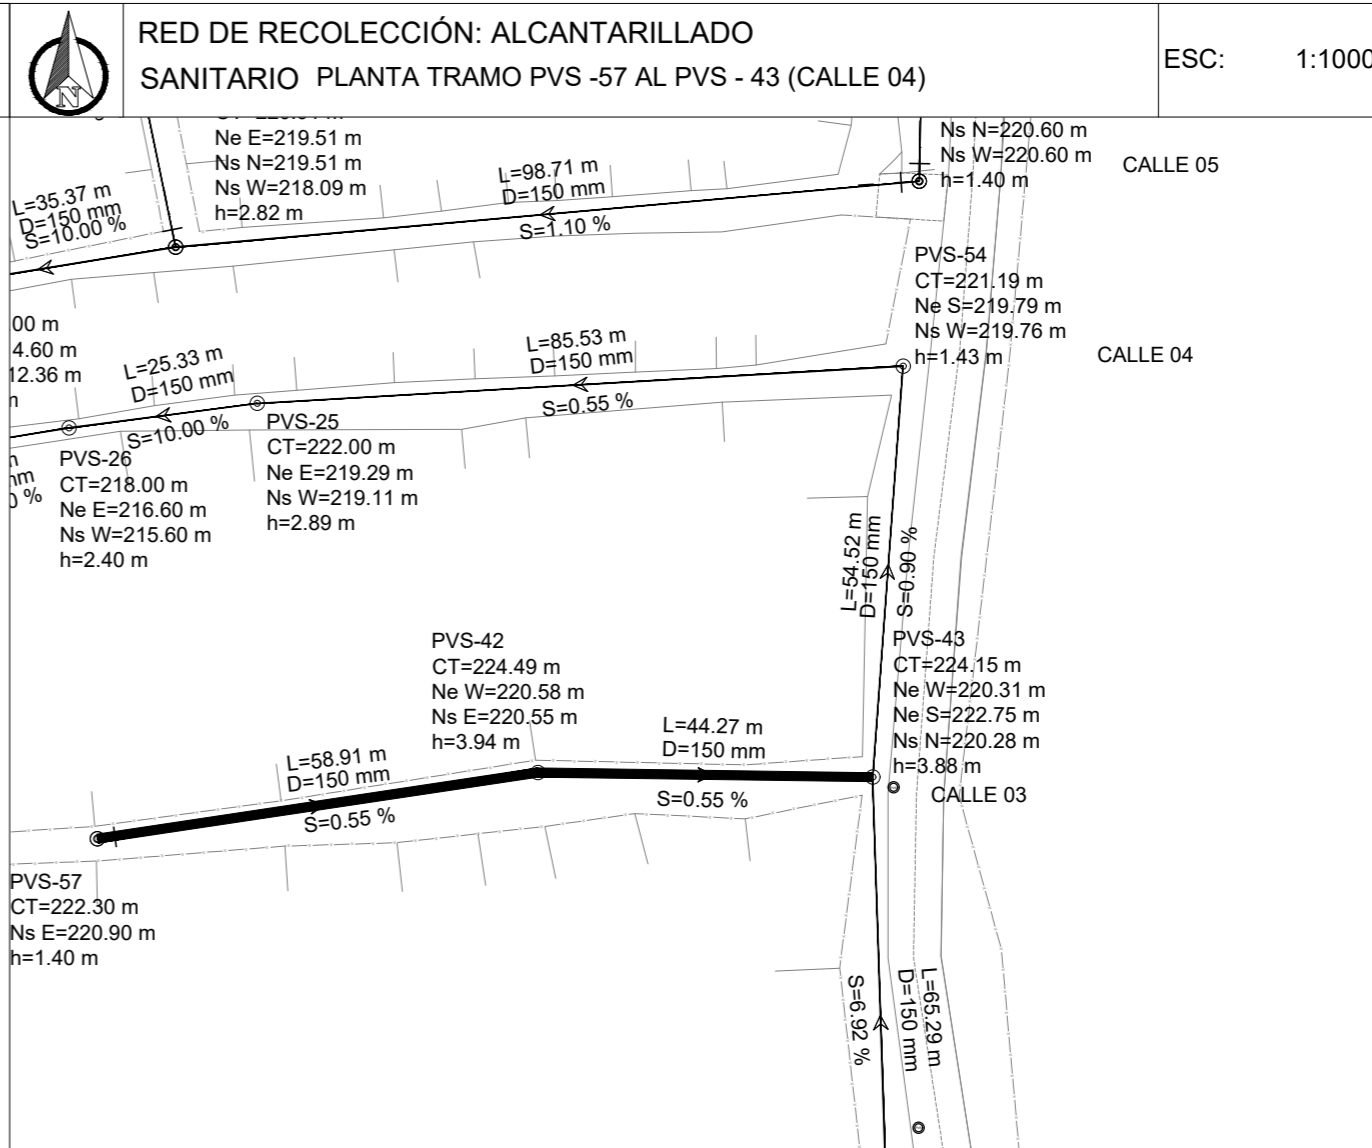 RED DE RECOLECCIÓN: ALCANTARILLADO
SANITARIO PLANTA TRAMO PVS -57 AL PVS - 43 (CALLE 04)
ESC: 1:1000
N
Ne E=219.51 m
Ns N=219.51 m
Ns W=218.09 m
h=2.82 m
L=35.37 m
D=150 mm
S=10.00 %
L=98.71 m
D=150 mm
S=1.10 %
Ns N=220.60 m
Ns W=220.60 m
h=1.40 m
CALLE 05
PVS-54
CT=221.19 m
Ne S=219.79 m
Ns W=219.76 m
h=1.43 m
CALLE 04
00 m
4.60 m
12.36 m
L=25.33 m
D=150 mm
S=10.00 %
L=85.53 m
D=150 mm
S=0.55 %
PVS-25
CT=222.00 m
Ne E=219.29 m
Ns W=219.11 m
h=2.89 m
PVS-26
CT=218.00 m
Ne E=216.60 m
Ns W=215.60 m
h=2.40 m
L=54.52 m
D=150 mm
S=0.90 %
PVS-42
CT=224.49 m
Ne W=220.58 m
Ns E=220.55 m
h=3.94 m
PVS-43
CT=224.15 m
Ne W=220.31 m
Ne S=222.75 m
Ns N=220.28 m
h=3.88 m
CALLE 03
L=58.91 m
D=150 mm
S=0.55 %
L=44.27 m
D=150 mm
S=0.55 %
PVS-57
CT=222.30 m
Ns E=220.90 m
h=1.40 m
S=6.92 %
D=150 mm
L=65.29 m